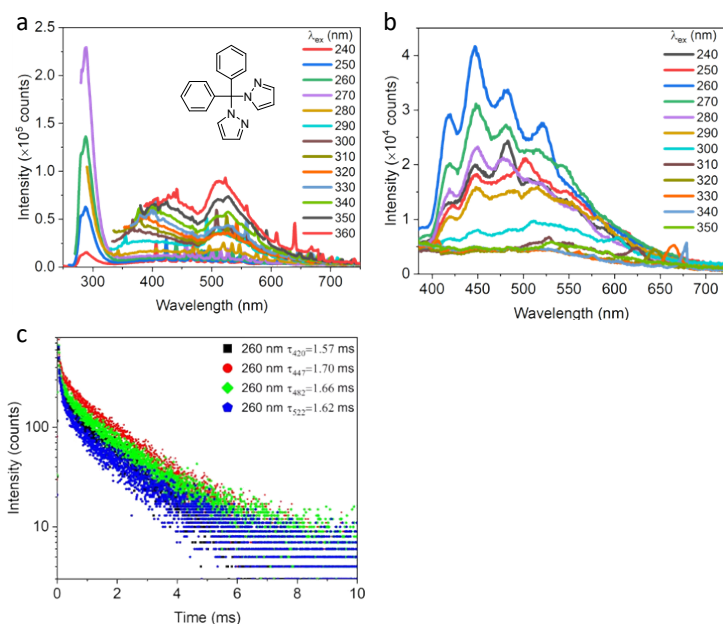 a
λex (nm)
240
250
260
270
280
290
300
310
320
330
340
350
360
N
N
N
N
2.5
2.0
1.5
1.0
0.5
0.0
Intensity (×10⁵ counts)
300 400 500 600 700
Wavelength (nm)
b
λex (nm)
240
250
260
270
280
290
300
310
320
330
340
350
4
3
2
1
0
Intensity (×10⁴ counts)
400 450 500 550 600 650 700
Wavelength (nm)
c
260 nm τ420=1.57 ms
260 nm τ447=1.70 ms
260 nm τ482=1.66 ms
260 nm τ522=1.62 ms
100
10
Intensity (counts)
0 2 4 6 8 10
Time (ms)